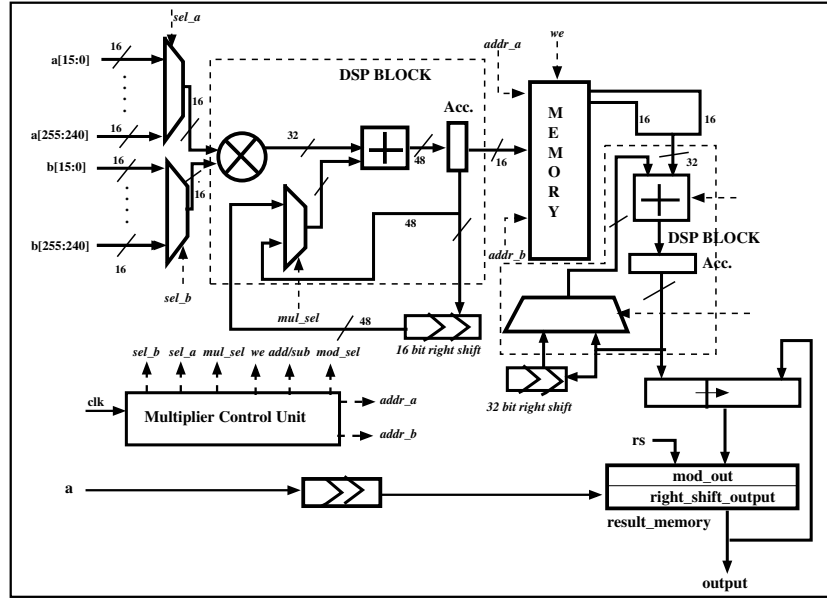 sel_a
a[15:0]
16
16
a[255:240]
16
b[15:0]
16
16
b[255:240]
16
sel_b
DSP BLOCK
32
48
Acc.
16
48
mul_sel
48
16 bit right shift
addr_a
we
MEMORY
addr_b
16
16
32
DSP BLOCK
Acc.
32 bit right shift
sel_b sel_a mul_sel we add/sub mod_sel
clk
Multiplier Control Unit
addr_a
addr_b
rs
a
mod_out
right_shift_output
result_memory
output